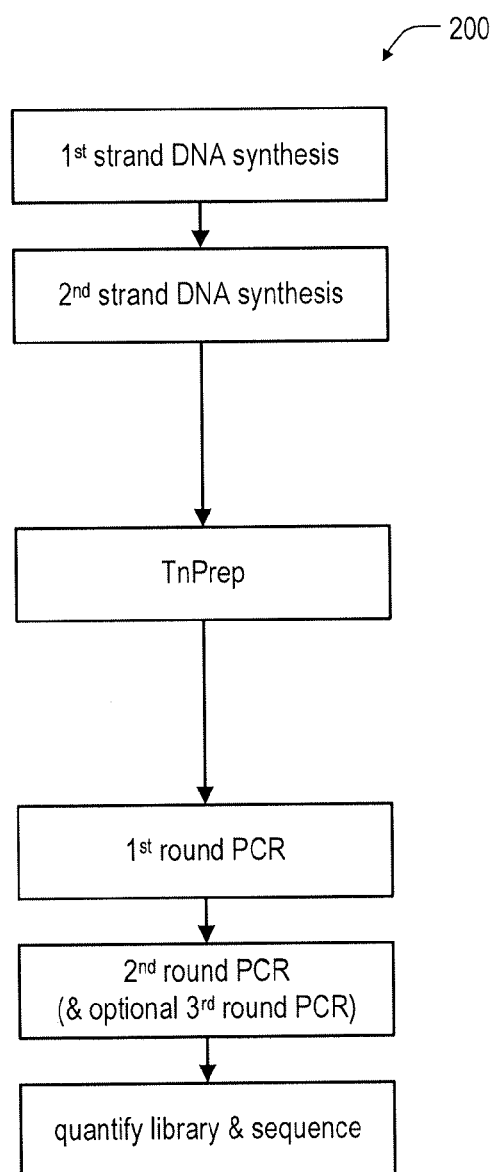 200
1st strand DNA synthesis
2nd strand DNA synthesis
TnPrep
1st round PCR
2nd round PCR
(& optional 3rd round PCR)
quantify library & sequence